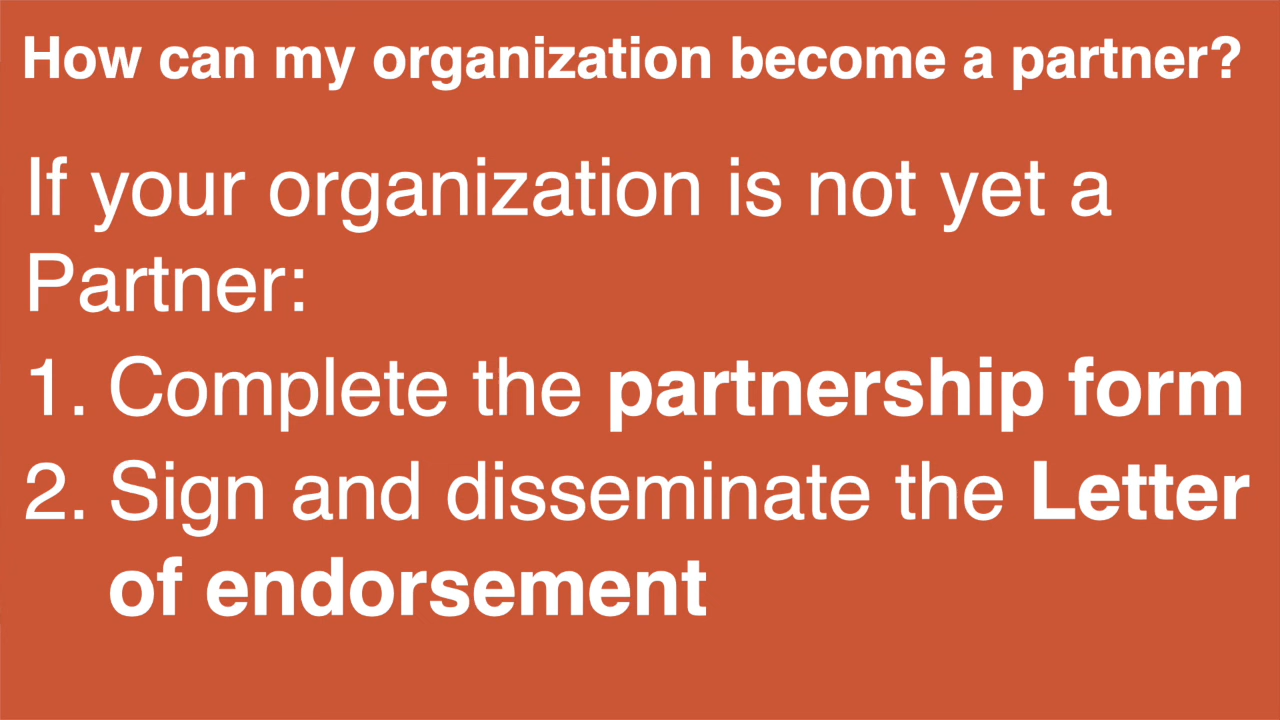 How can my organization become a partner?
If your organization is not yet a
Partner:
1. Complete the partnership form
2. Sign and disseminate the Letter
of endorsement